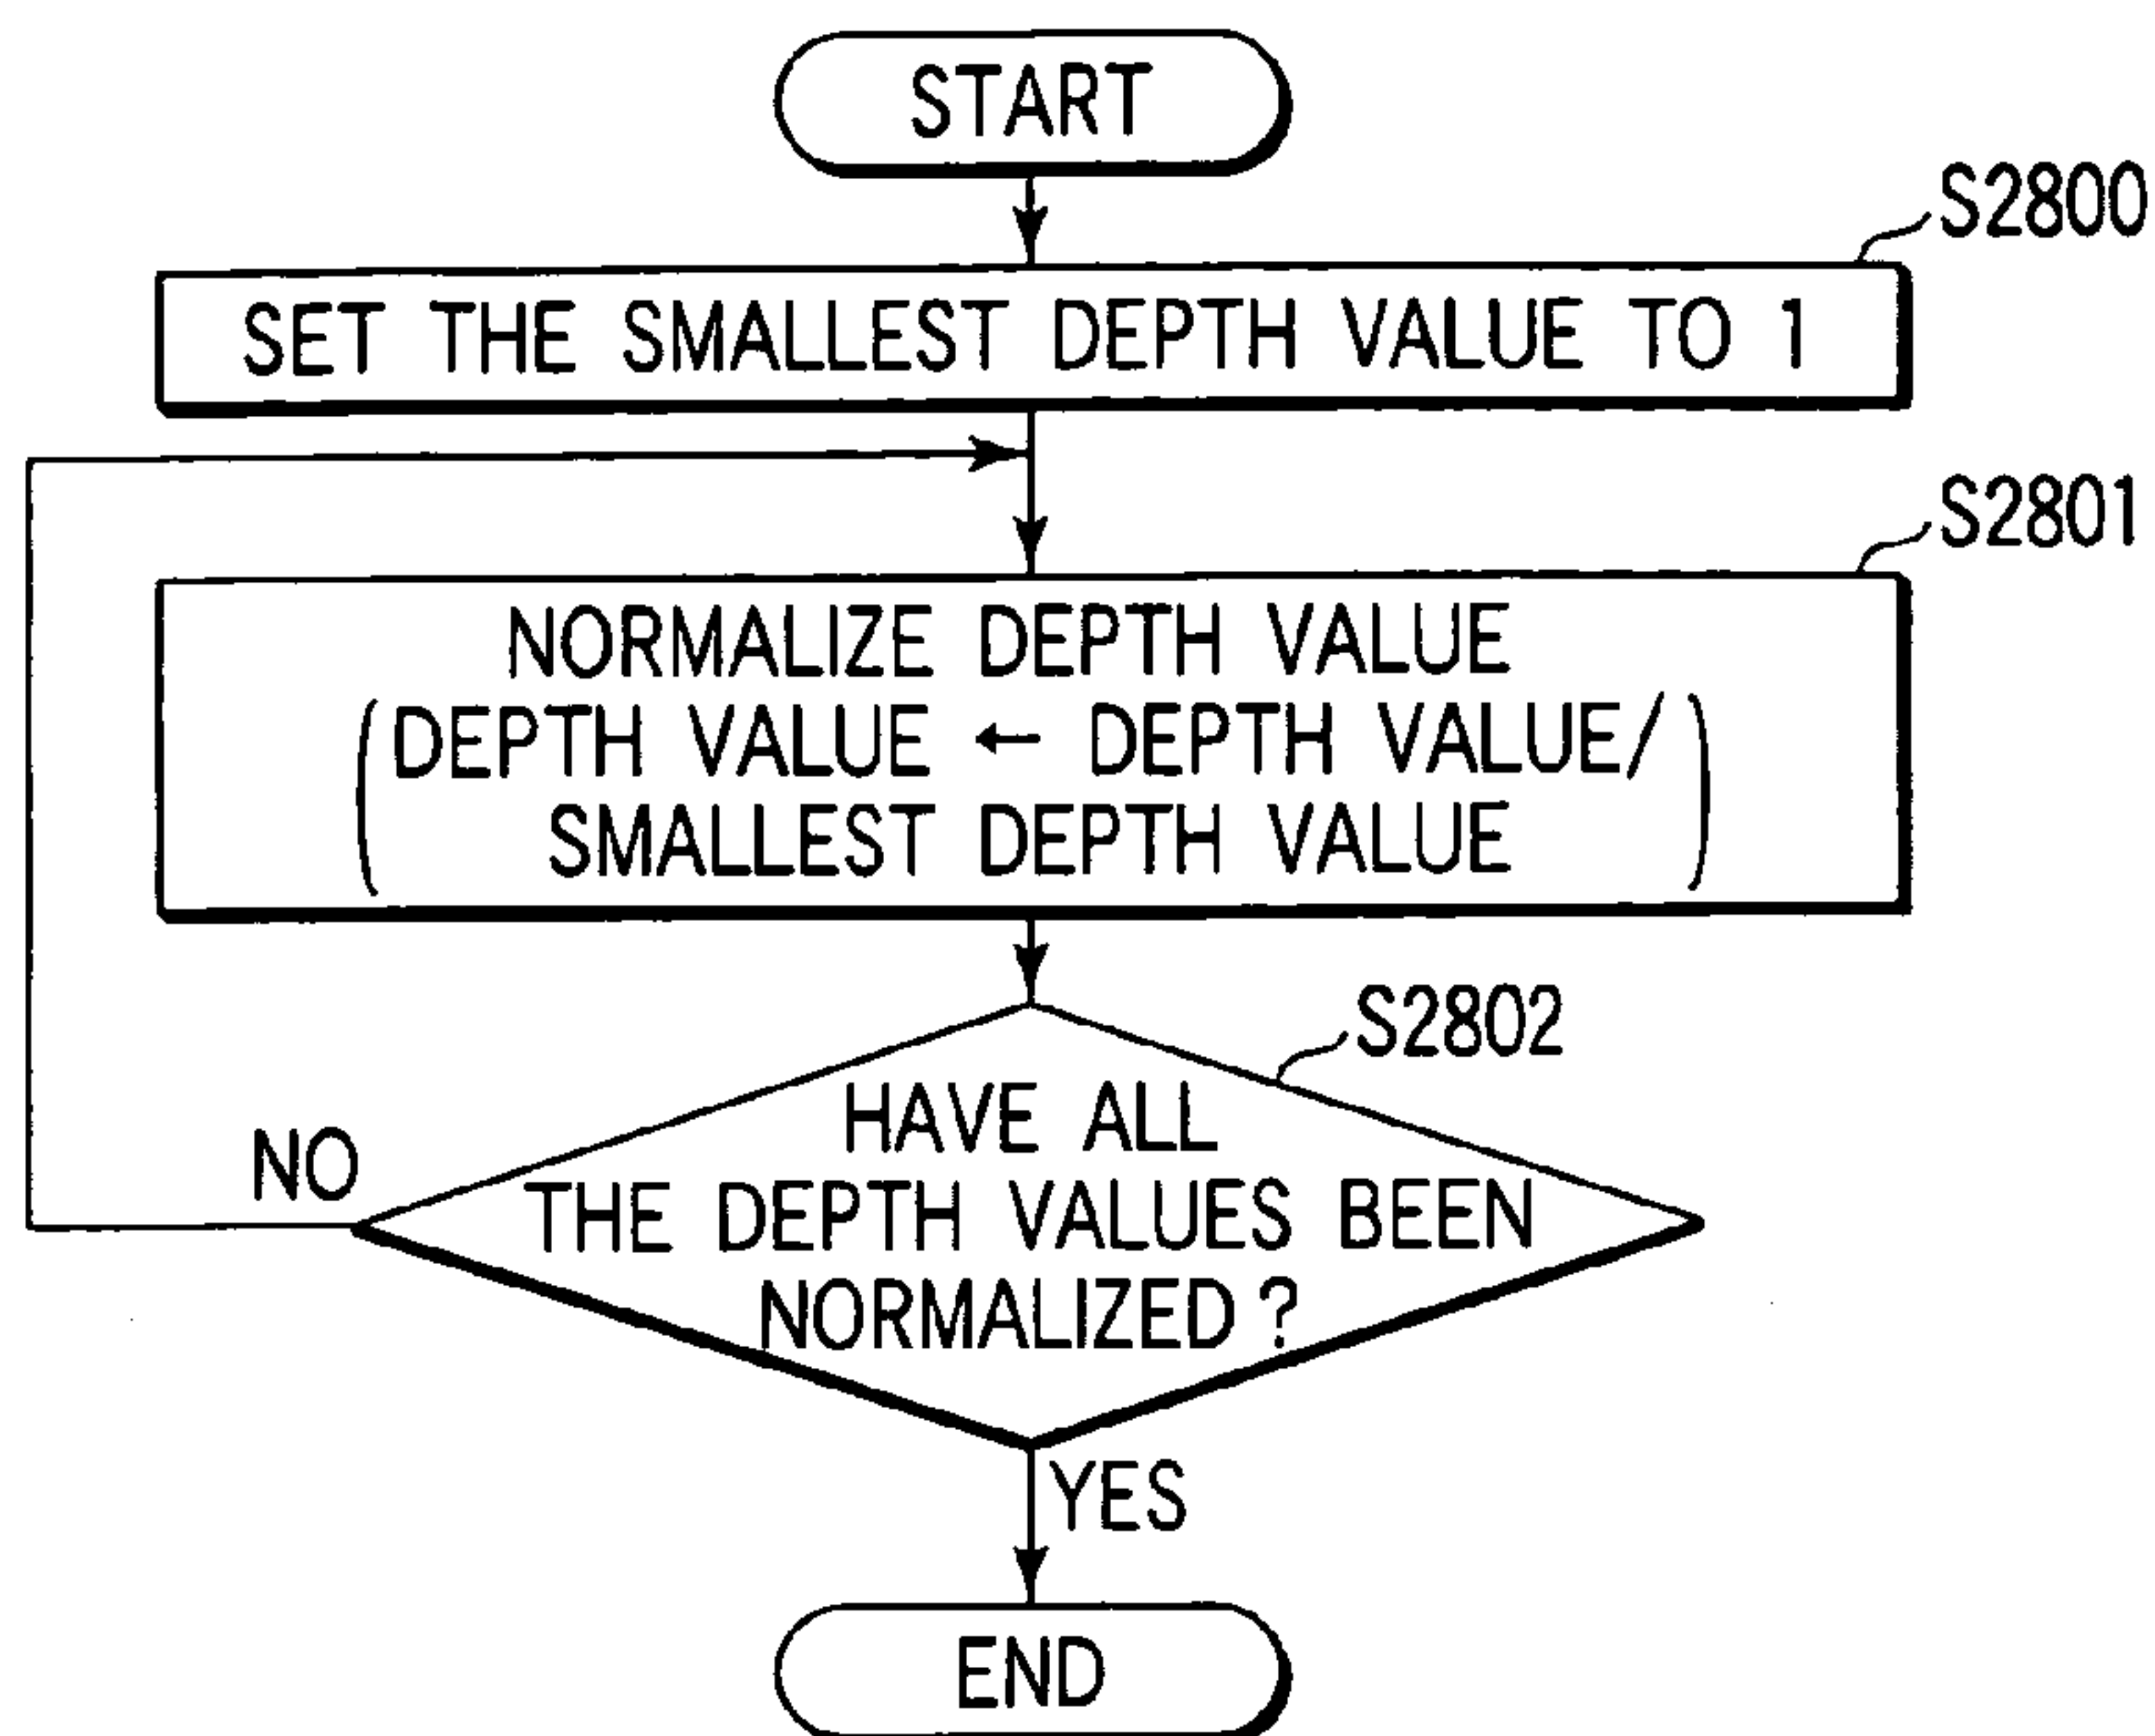 START
S2800
SET THE SMALLEST DEPTH VALUE TO 1
S2801
NORMALIZE DEPTH VALUE
(DEPTH VALUE ← DEPTH VALUE/
SMALLEST DEPTH VALUE)
S2802
HAVE ALL
THE DEPTH VALUES BEEN
NORMALIZED?
NO
YES
END